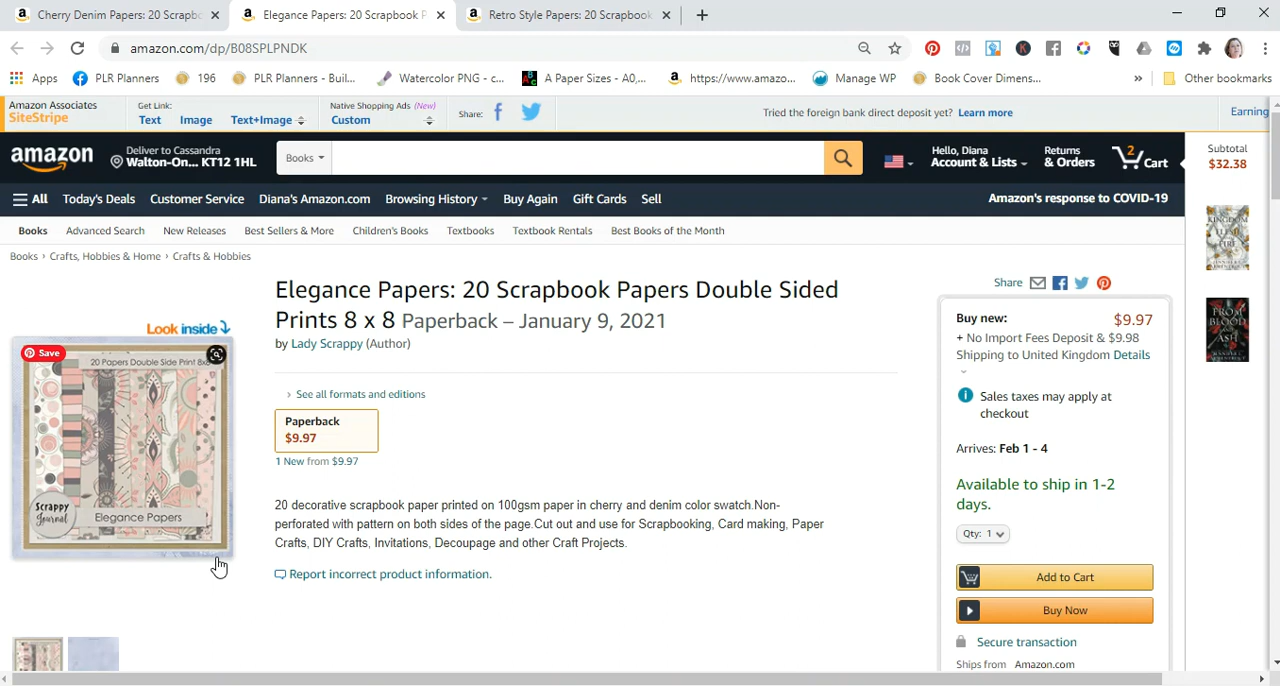 Cherry Denim Papers: 20 Scrapbo
Elegance Papers: 20 Scrapbook P
Retro Style Papers: 20 Scrapbook
amazon.com/dp/B08SPLPNDK
Apps
PLR Planners
196
PLR Planners - Buil...
Watercolor PNG - c...
A Paper Sizes - A0,...
https://www.amazo...
Manage WP
Book Cover Dimens...
»
Other bookmarks
Amazon Associates
SiteStripe
Get Link:
Text
Image
Text+Image
Native Shopping Ads (New)
Custom
Share:
Tried the foreign bank direct deposit yet? Learn more
Earning
amazon
Deliver to Cassandra
Walton-On... KT12 1HL
Books
Hello, Diana
Account & Lists
Returns
& Orders
2
Cart
Subtotal
$32.38
All
Today's Deals
Customer Service
Diana's Amazon.com
Browsing History
Buy Again
Gift Cards
Sell
Amazon's response to COVID-19
Books
Advanced Search
New Releases
Best Sellers & More
Children's Books
Textbooks
Textbook Rentals
Best Books of the Month
Books › Crafts, Hobbies & Home › Crafts & Hobbies
Look inside
Save
20 Papers Double Side Print 8x8
Scrappy
Journal
Elegance Papers
Elegance Papers: 20 Scrapbook Papers Double Sided
Prints 8 x 8 Paperback – January 9, 2021
by Lady Scrappy (Author)
› See all formats and editions
Paperback
$9.97
1 New from $9.97
20 decorative scrapbook paper printed on 100gsm paper in cherry and denim color swatch.Non-
perforated with pattern on both sides of the page.Cut out and use for Scrapbooking, Card making, Paper
Crafts, DIY Crafts, Invitations, Decoupage and other Craft Projects.
Report incorrect product information.
Share
Buy new:
$9.97
+ No Import Fees Deposit & $9.98
Shipping to United Kingdom Details
Sales taxes may apply at
checkout
Arrives: Feb 1 - 4
Available to ship in 1-2
days.
Qty: 1
Add to Cart
Buy Now
Secure transaction
Ships from Amazon.com
KINGDOM
FLESH
FIRE
FROM
BLOOD
AND
ASH